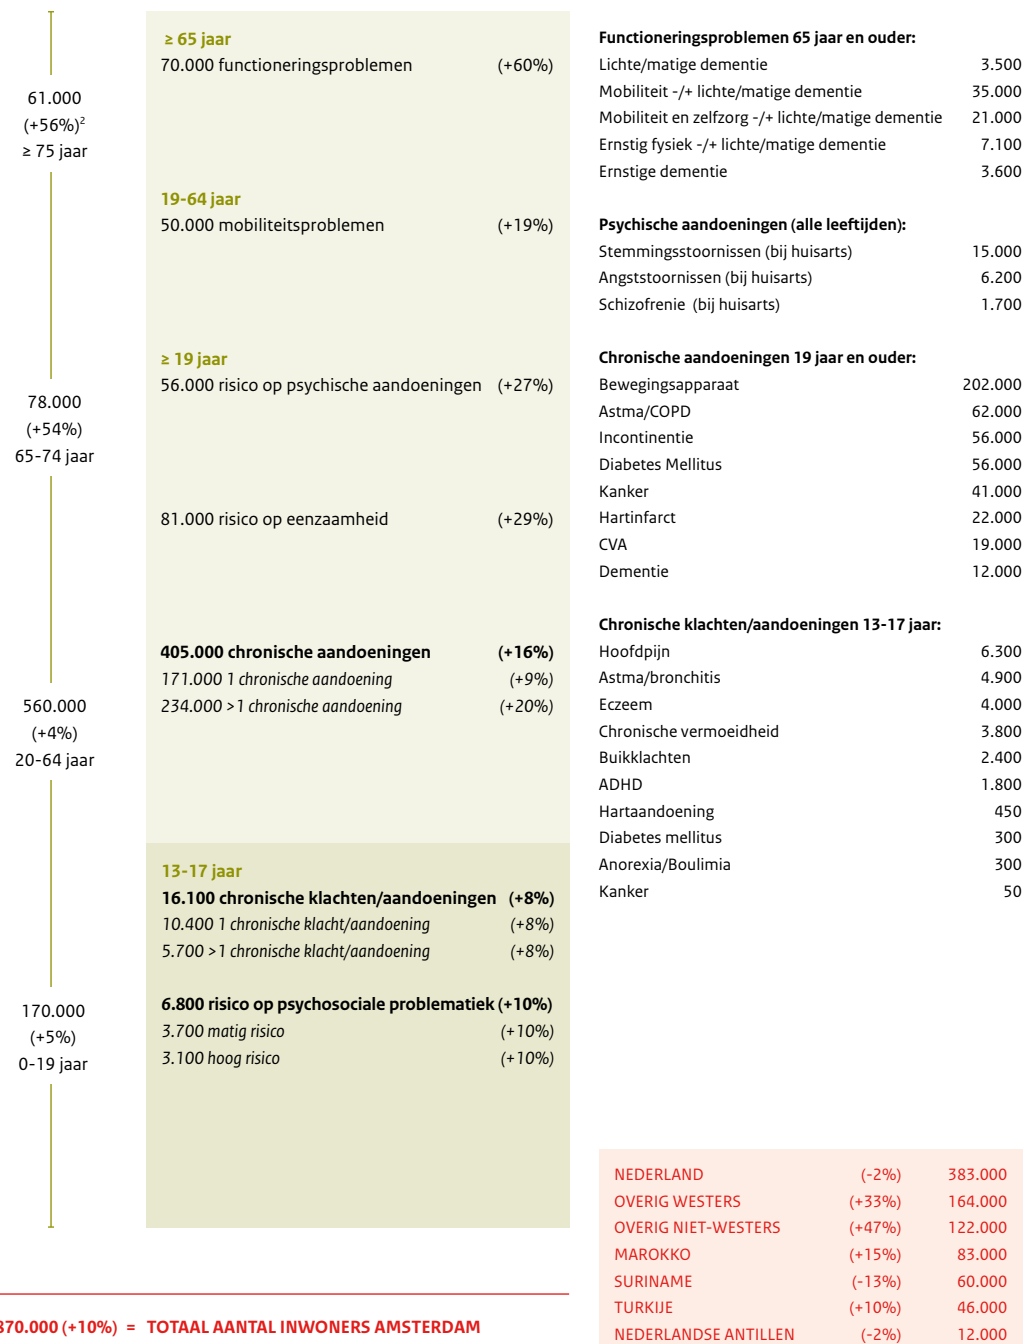 61.000
(+56%)2
≥ 75 jaar
78.000
(+54%)
65-74 jaar
560.000
(+4%)
20-64 jaar
170.000
(+5%)
0-19 jaar
≥ 65 jaar
70.000 functioneringsproblemen (+60%)
19-64 jaar
50.000 mobiliteitsproblemen (+19%)
≥ 19 jaar
56.000 risico op psychische aandoeningen (+27%)
81.000 risico op eenzaamheid (+29%)
405.000 chronische aandoeningen (+16%)
171.000 1 chronische aandoening (+9%)
234.000 >1 chronische aandoening (+20%)
13-17 jaar
16.100 chronische klachten/aandoeningen (+8%)
10.400 1 chronische klacht/aandoening (+8%)
5.700 >1 chronische klacht/aandoening (+8%)
6.800 risico op psychosociale problematiek (+10%)
3.700 matig risico (+10%)
3.100 hoog risico (+10%)
870.000 (+10%) = TOTAAL AANTAL INWONERS AMSTERDAM
Functioneringsproblemen 65 jaar en ouder:
Lichte/matige dementie 3.500
Mobiliteit -/+ lichte/matige dementie 35.000
Mobiliteit en zelfzorg -/+ lichte/matige dementie 21.000
Ernstig fysiek -/+ lichte/matige dementie 7.100
Ernstige dementie 3.600
Psychische aandoeningen (alle leeftijden):
Stemmingsstoornissen (bij huisarts) 15.000
Angststoornissen (bij huisarts) 6.200
Schizofrenie (bij huisarts) 1.700
Chronische aandoeningen 19 jaar en ouder:
Bewegingsapparaat 202.000
Astma/COPD 62.000
Incontinentie 56.000
Diabetes Mellitus 56.000
Kanker 41.000
Hartinfarct 22.000
CVA 19.000
Dementie 12.000
Chronische klachten/aandoeningen 13-17 jaar:
Hoofdpijn 6.300
Astma/bronchitis 4.900
Eczeem 4.000
Chronische vermoeidheid 3.800
Buikklachten 2.400
ADHD 1.800
Hartaandoening 450
Diabetes mellitus 300
Anorexia/Boulimia 300
Kanker 50
NEDERLAND (-2%) 383.000
OVERIG WESTERS (+33%) 164.000
OVERIG NIET-WESTERS (+47%) 122.000
MAROKKO (+15%) 83.000
SURINAME (-13%) 60.000
TURKIJE (+10%) 46.000
NEDERLANDSE ANTILLEN (-2%) 12.000